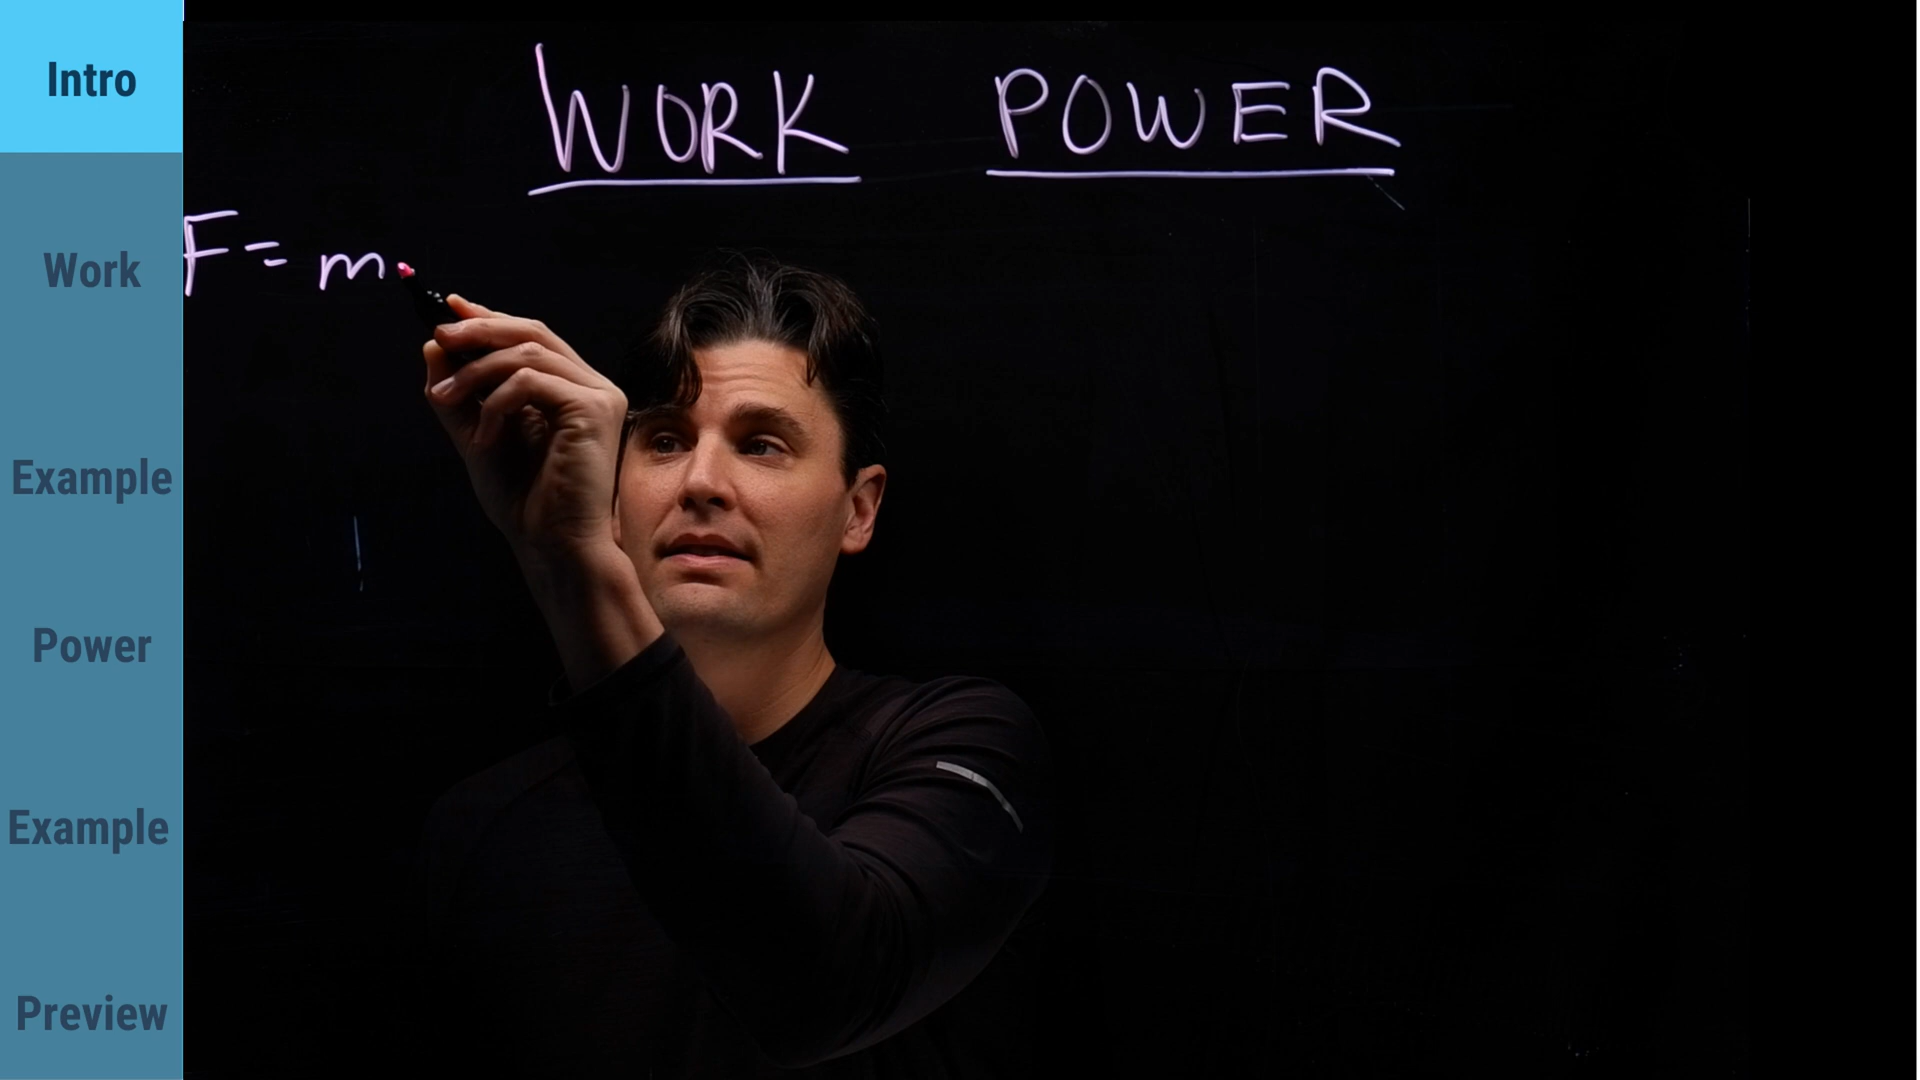 Intro
Work
Example
Power
Example
Preview
WORK POWER
F= m